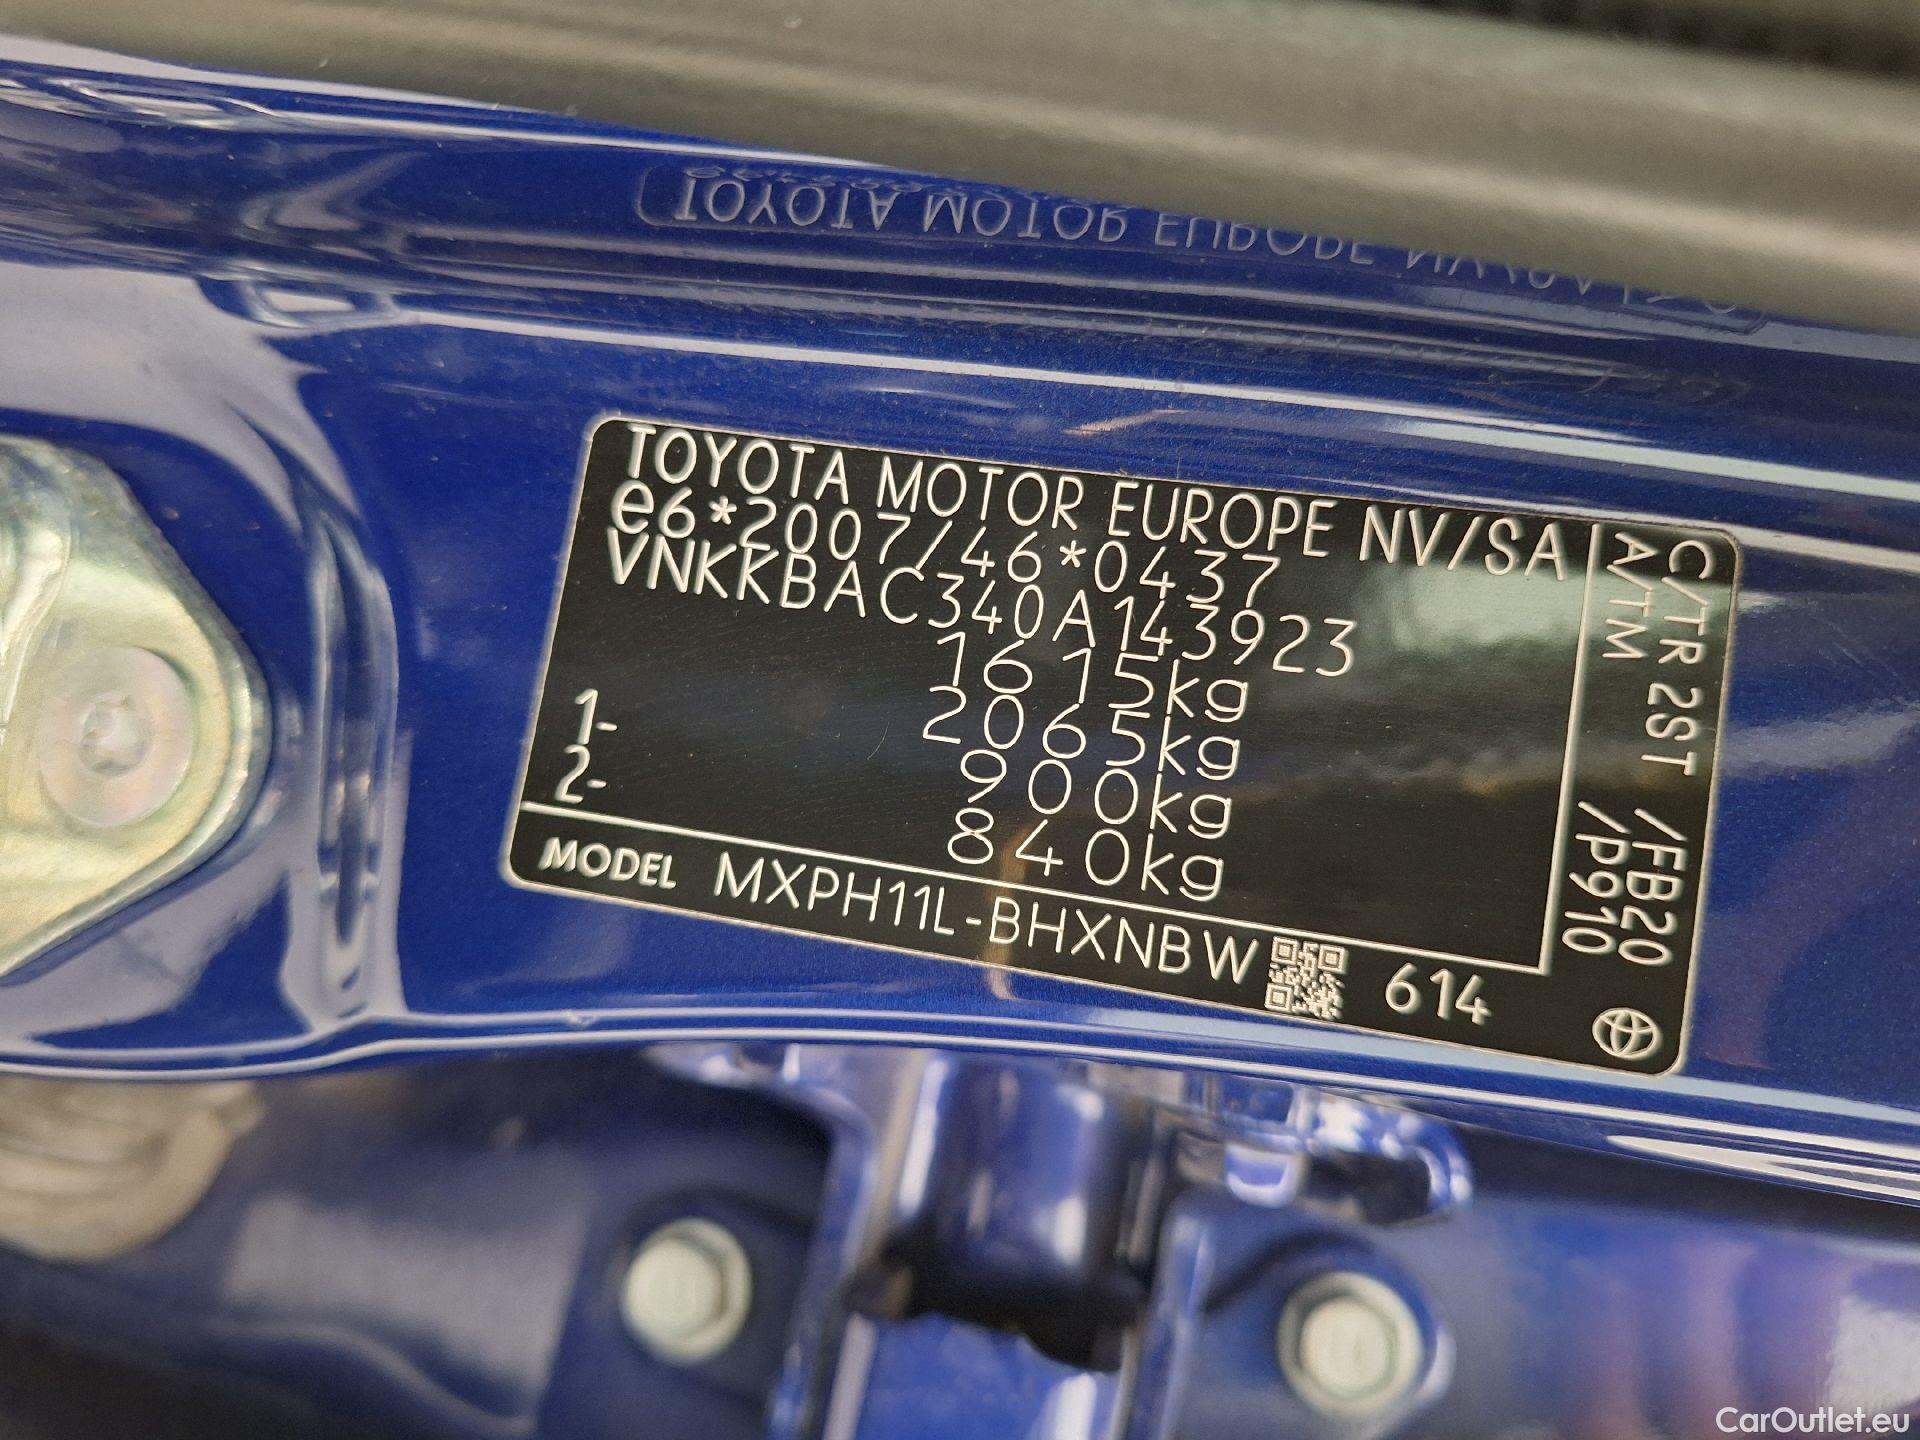 TOYOTA MOTOR EUROPE NV/SA
e6*2007/46*0437
VNKKBAC340A143923
1615kg
2065kg
1- 900kg
2- 840kg
MODEL MXPH11L-BHXNBW 614
C/TR 2ST /FB20
A/TM /P910
TOYOTA MOTOR EUROPE
CarOutlet.eu